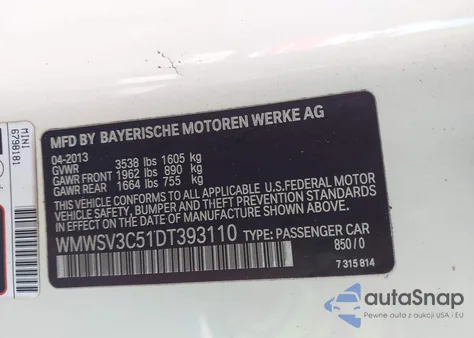 MFD BY BAYERISCHE MOTOREN WERKE AG
04-2013
GVWR 3538 lbs 1605 kg
GAWR FRONT 1962 lbs 890 kg
GAWR REAR 1664 lbs 755 kg
THIS VEHICLE CONFORMS TO ALL APPLICABLE U.S. FEDERAL MOTOR
VEHICLE SAFETY, BUMPER, AND THEFT PREVENTION STANDARDS
IN EFFECT ON THE DATE OF MANUFACTURE SHOWN ABOVE.
WMWSV3C51DT393110 TYPE: PASSENGER CAR
850/0
7 315 814
MINI
6798181
autoSnap
Pewne auto z USA i EU